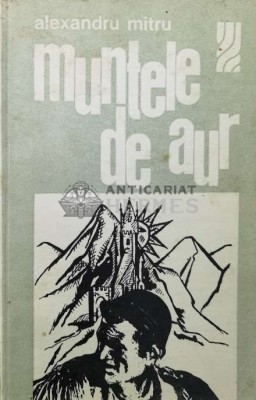 alexandru mitru
muntele
de aur
ANTICARIAT
HERMES